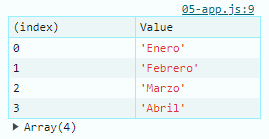 05-app.js:9
(index) Value
0 'Enero'
1 'Febrero'
2 'Marzo'
3 'Abril'
▶ Array(4)